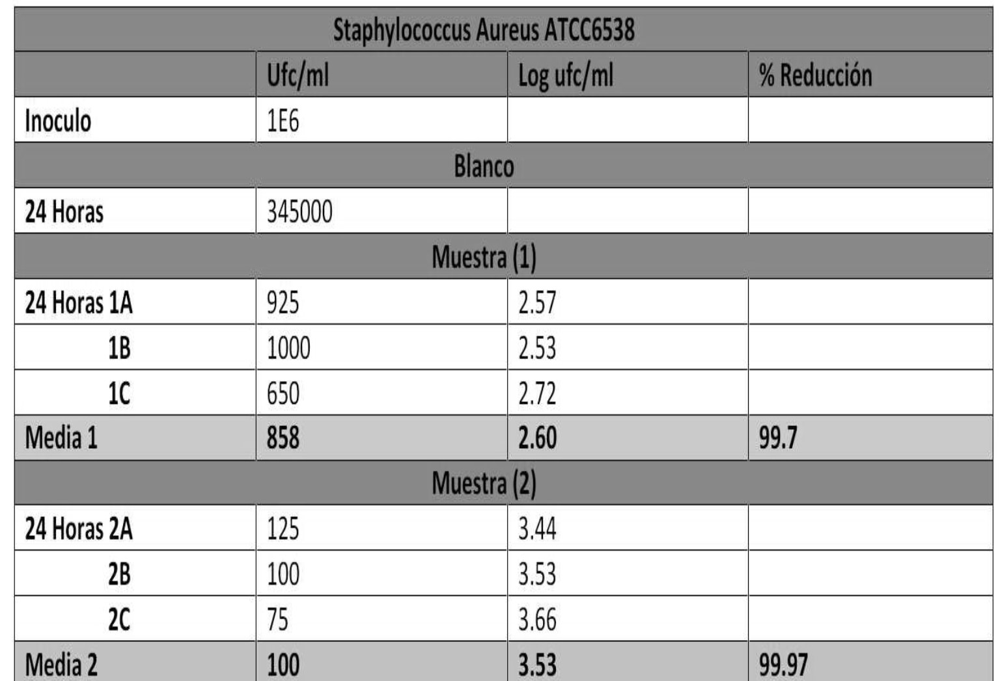 Staphylococcus Aureus ATCC6538
Ufc/ml Log ufc/ml % Reducción
Inoculo 1E6
Blanco
24 Horas 345000
Muestra (1)
24 Horas 1A 925 2.57
1B 1000 2.53
1C 650 2.72
Media 1 858 2.60 99.7
Muestra (2)
24 Horas 2A 125 3.44
2B 100 3.53
2C 75 3.66
Media 2 100 3.53 99.97